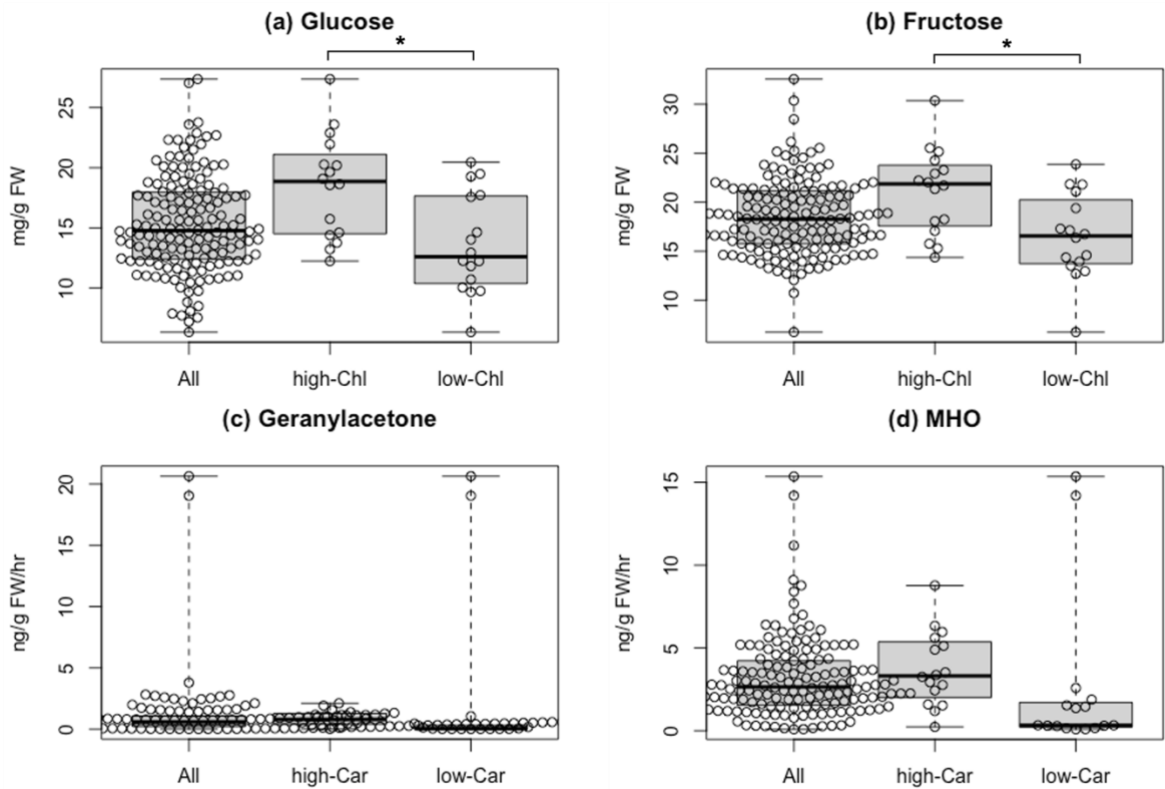 (a) Glucose
*
mg/g FW
25
20
15
10
All high-Chl low-Chl
(b) Fructose
*
mg/g FW
30
25
20
15
10
All high-Chl low-Chl
(c) Geranylacetone
ng/g FW/hr
20
15
10
5
0
All high-Car low-Car
(d) MHO
ng/g FW/hr
15
10
5
0
All high-Car low-Car